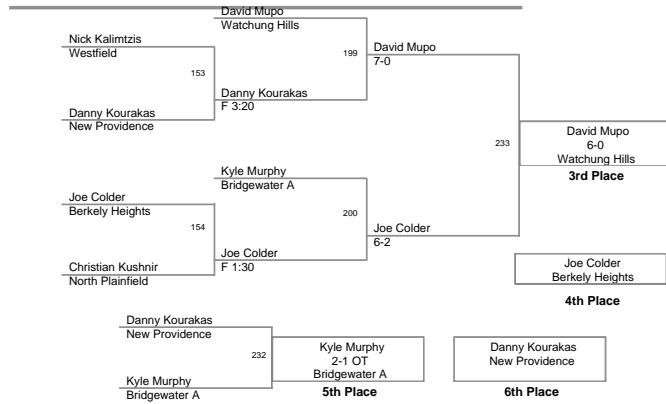 David Mupo
Watchung Hills
Nick Kalimtzis
Westfield
199
David Mupo
7-0
153
Danny Kourakas
F 3:20
Danny Kourakas
New Providence
233
David Mupo
6-0
Watchung Hills
3rd Place
Kyle Murphy
Bridgewater A
Joe Colder
Berkely Heights
200
154
Joe Colder
6-2
Joe Colder
F 1:30
Christian Kushnir
North Plainfield
Joe Colder
Berkely Heights
4th Place
Danny Kourakas
New Providence
232
Kyle Murphy
2-1 OT
Bridgewater A
5th Place
Kyle Murphy
Bridgewater A
Danny Kourakas
New Providence
6th Place